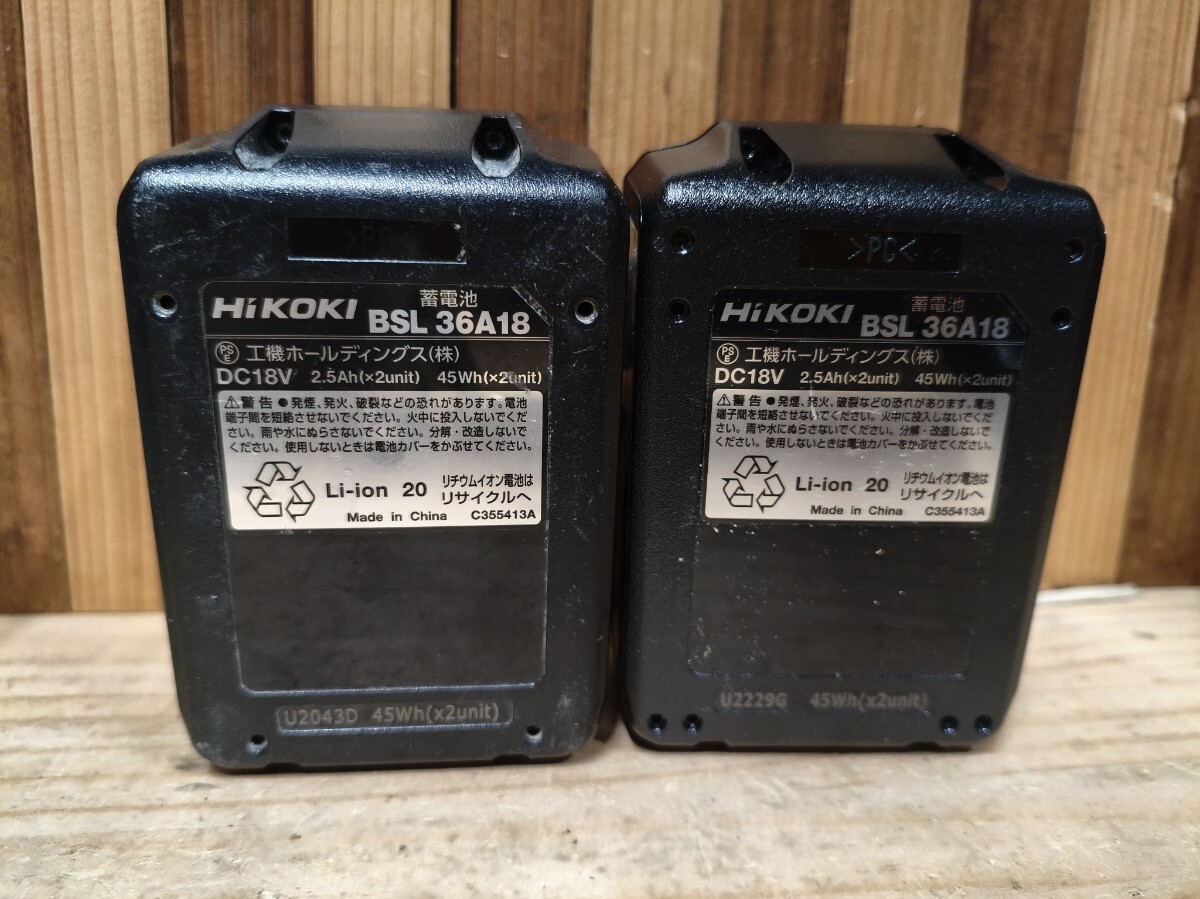 >PC<
HiKOKI 蓄電池
BSL 36A18
PSE 工機ホールディングス(株)
DC18V 2.5Ah(×2unit) 45Wh(×2unit)
⚠警告 ●発煙、発火、破裂などの恐れがあります。電池
端子間を短絡させないでください。火中に投入しないでくだ
さい。雨や水にぬらさないでください。分解・改造しないで
ください。使用しないときは電池カバーをかぶせてください。
Li-ion 20 リチウムイオン電池は
リサイクルへ
Made in China C355413A
U2043D 45Wh(x2unit)
>PC<
HiKOKI 蓄電池
BSL 36A18
PSE 工機ホールディングス(株)
DC18V 2.5Ah(×2unit) 45Wh(×2unit)
⚠警告 ●発煙、発火、破裂などの恐れがあります。電池
端子間を短絡させないでください。火中に投入しないでくだ
さい。雨や水にぬらさないでください。分解・改造しないで
ください。使用しないときは電池カバーをかぶせてください。
Li-ion 20 リチウムイオン電池は
リサイクルへ
Made in China C355413A
U2229G 45Wh(x2unit)